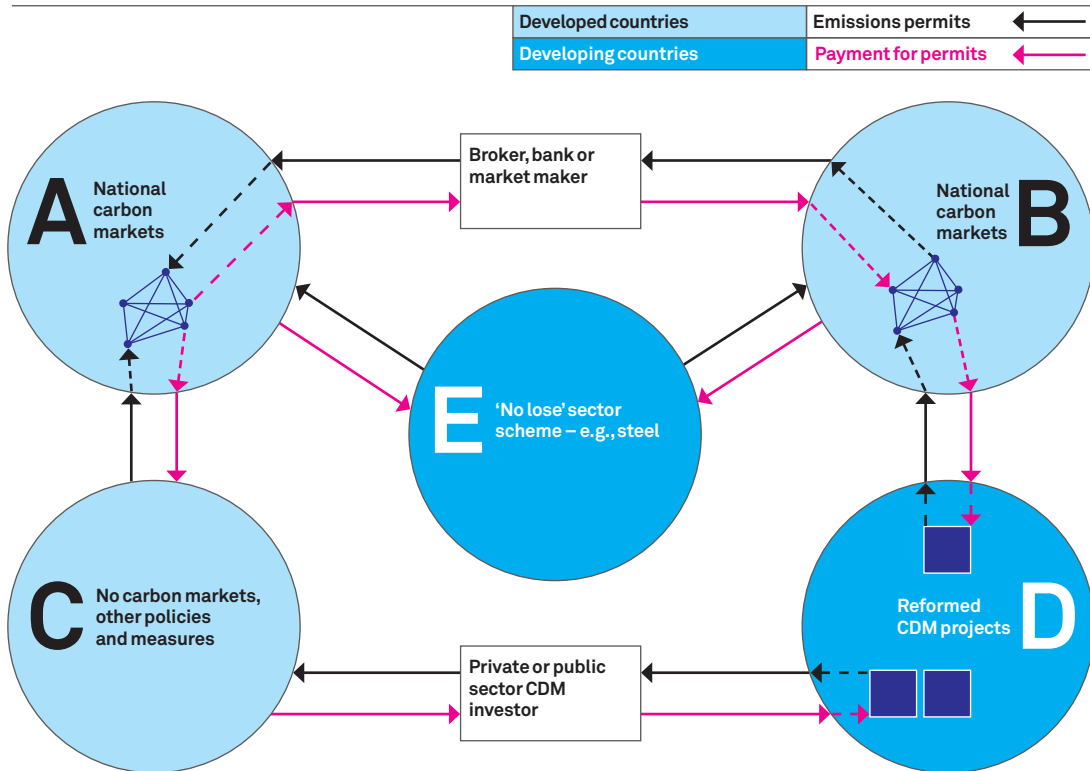 Developed countries
Emissions permits
Developing countries
Payment for permits
A
National
carbon
markets
Broker, bank or
market maker
National
carbon
markets
B
E
‘No lose’ sector
scheme – e.g., steel
C
No carbon markets,
other policies
and measures
Private or public
sector CDM
investor
Reformed
CDM projects
D